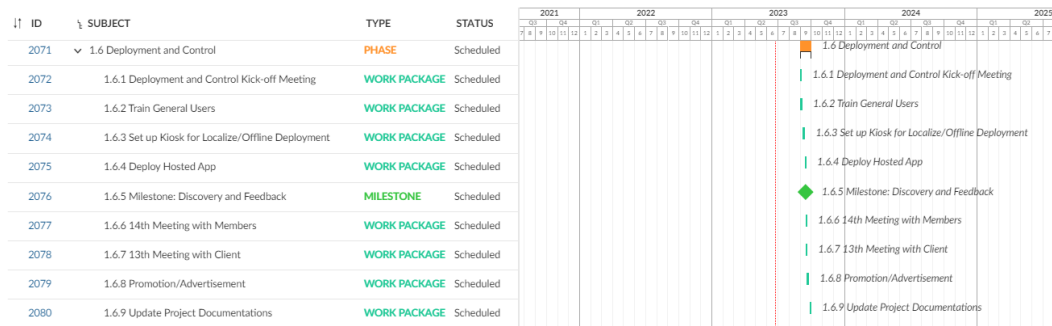 ID SUBJECT TYPE STATUS
2021 2022 2023 2024 2025
Q3 Q4 Q1 Q2 Q3 Q4 Q1 Q2 Q3 Q4 Q1 Q2 Q3 Q4 Q1 Q2
7 8 9 10 11 12 1 2 3 4 5 6 7 8 9 10 11 12 1 2 3 4 5 6 7 8 9 10 11 12 1 2 3 4 5 6 7 8 9 10 11 12 1 2 3 4 5 6 7
2071 1.6 Deployment and Control PHASE Scheduled 1.6 Deployment and Control
2072 1.6.1 Deployment and Control Kick-off Meeting WORK PACKAGE Scheduled 1.6.1 Deployment and Control Kick-off Meeting
2073 1.6.2 Train General Users WORK PACKAGE Scheduled 1.6.2 Train General Users
2074 1.6.3 Set up Kiosk for Localize/Offline Deployment WORK PACKAGE Scheduled 1.6.3 Set up Kiosk for Localize/Offline Deployment
2075 1.6.4 Deploy Hosted App WORK PACKAGE Scheduled 1.6.4 Deploy Hosted App
2076 1.6.5 Milestone: Discovery and Feedback MILESTONE Scheduled 1.6.5 Milestone: Discovery and Feedback
2077 1.6.6 14th Meeting with Members WORK PACKAGE Scheduled 1.6.6 14th Meeting with Members
2078 1.6.7 13th Meeting with Client WORK PACKAGE Scheduled 1.6.7 13th Meeting with Client
2079 1.6.8 Promotion/Advertisement WORK PACKAGE Scheduled 1.6.8 Promotion/Advertisement
2080 1.6.9 Update Project Documentations WORK PACKAGE Scheduled 1.6.9 Update Project Documentations